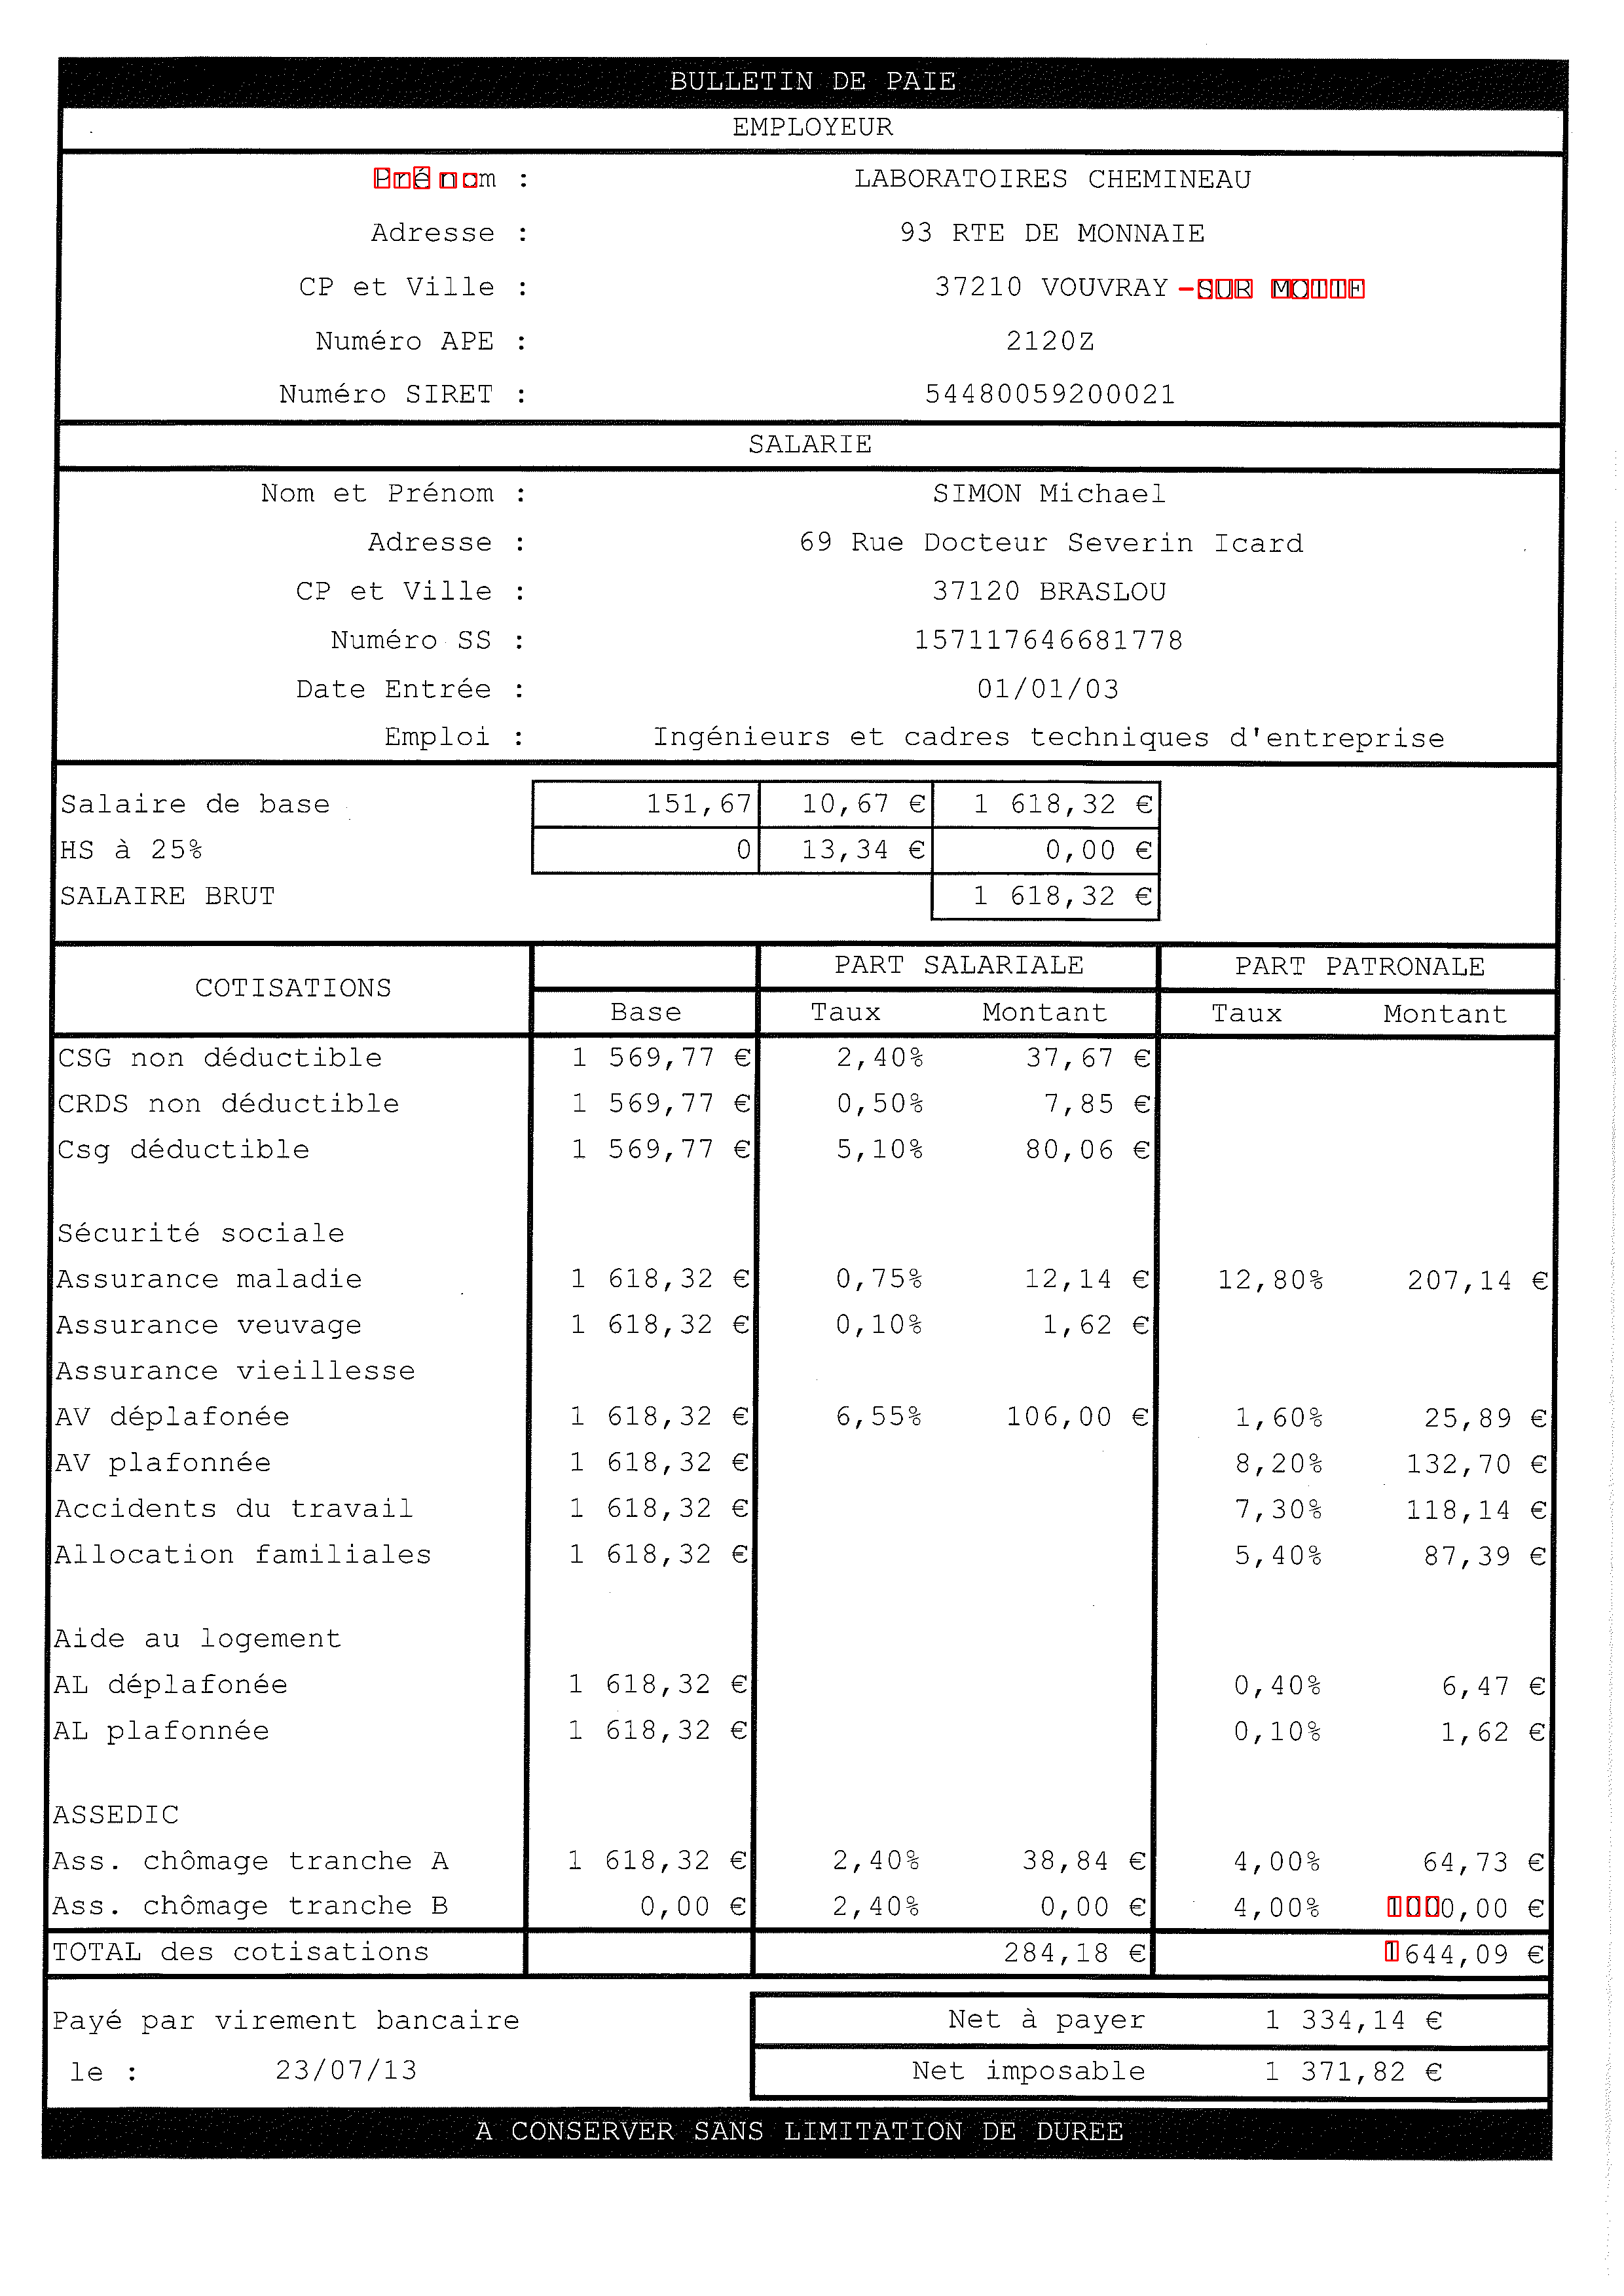 BULLETIN DE PAIE
EMPLOYEUR
Prénom : LABORATOIRES CHEMINEAU
Adresse : 93 RTE DE MONNAIE
CP et Ville : 37210 VOUVRAY -SUR MOTTE
Numéro APE : 2120Z
Numéro SIRET : 54480059200021
SALARIE
Nom et Prénom : SIMON Michael
Adresse : 69 Rue Docteur Severin Icard
CP et Ville : 37120 BRASLOU
Numéro SS : 157117646681778
Date Entrée : 01/01/03
Emploi : Ingénieurs et cadres techniques d'entreprise
Salaire de base 151,67 10,67 € 1 618,32 €
HS à 25% 0 13,34 € 0,00 €
SALAIRE BRUT 1 618,32 €
COTISATIONS PART SALARIALE PART PATRONALE
Base Taux Montant Taux Montant
CSG non déductible 1 569,77 € 2,40% 37,67 €
CRDS non déductible 1 569,77 € 0,50% 7,85 €
Csg déductible 1 569,77 € 5,10% 80,06 €
Sécurité sociale
Assurance maladie 1 618,32 € 0,75% 12,14 € 12,80% 207,14 €
Assurance veuvage 1 618,32 € 0,10% 1,62 €
Assurance vieillesse
AV déplafonée 1 618,32 € 6,55% 106,00 € 1,60% 25,89 €
AV plafonnée 1 618,32 € 8,20% 132,70 €
Accidents du travail 1 618,32 € 7,30% 118,14 €
Allocation familiales 1 618,32 € 5,40% 87,39 €
Aide au logement
AL déplafonée 1 618,32 € 0,40% 6,47 €
AL plafonnée 1 618,32 € 0,10% 1,62 €
ASSEDIC
Ass. chômage tranche A 1 618,32 € 2,40% 38,84 € 4,00% 64,73 €
Ass. chômage tranche B 0,00 € 2,40% 0,00 € 4,00% 1000,00 €
TOTAL des cotisations 284,18 € 1644,09 €
Payé par virement bancaire Net à payer 1 334,14 €
le : 23/07/13 Net imposable 1 371,82 €
A CONSERVER SANS LIMITATION DE DUREE